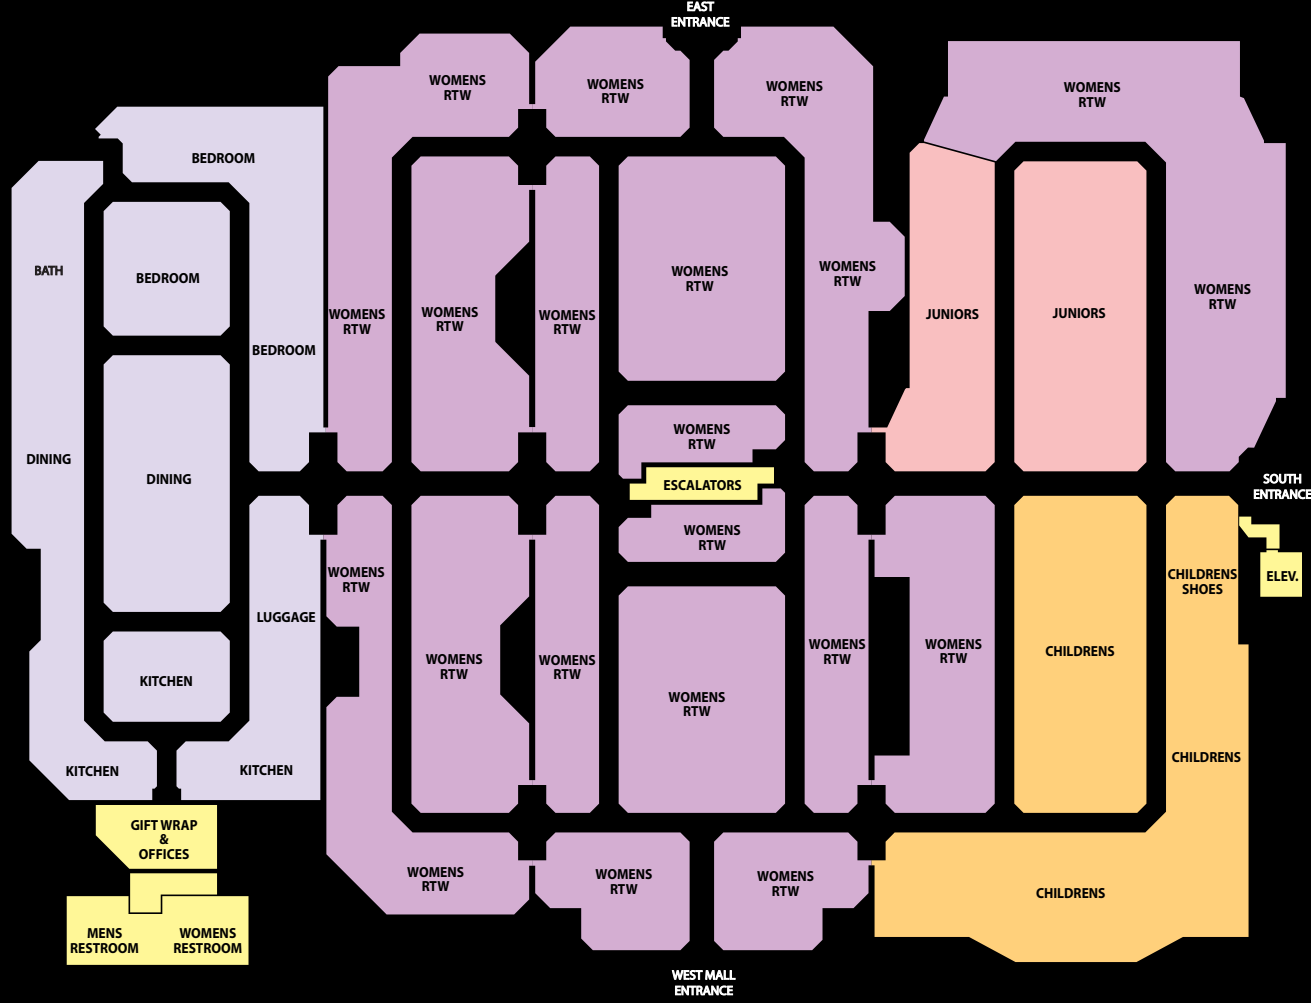 EAST
ENTRANCE
WOMENS
RTW
WOMENS
RTW
WOMENS
RTW
WOMENS
RTW
BEDROOM
BATH
BEDROOM
WOMENS
RTW
WOMENS
RTW
WOMENS
RTW
BEDROOM
WOMENS
RTW
WOMENS
RTW
WOMENS
RTW
JUNIORS
JUNIORS
DINING
DINING
WOMENS
RTW
ESCALATORS
SOUTH
ENTRANCE
WOMENS
RTW
WOMENS
RTW
CHILDRENS
SHOES
ELEV.
LUGGAGE
KITCHEN
WOMENS
RTW
WOMENS
RTW
WOMENS
RTW
WOMENS
RTW
WOMENS
RTW
CHILDRENS
KITCHEN
KITCHEN
CHILDRENS
GIFT WRAP
&
OFFICES
WOMENS
RTW
WOMENS
RTW
WOMENS
RTW
CHILDRENS
MENS
RESTROOM
WOMENS
RESTROOM
WEST MALL
ENTRANCE